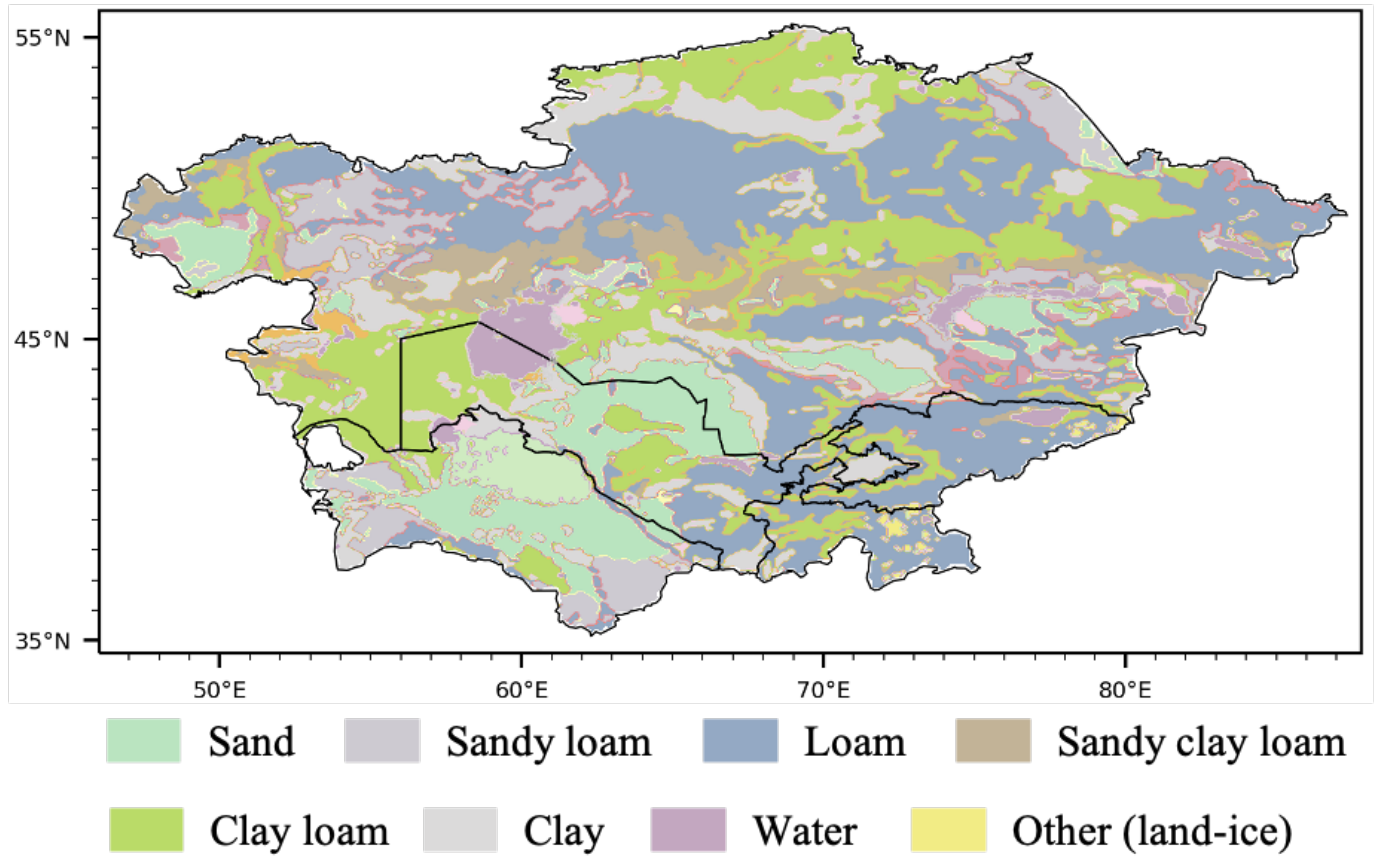 55°N
45°N
35°N
50°E 60°E 70°E 80°E
Sand Sandy loam Loam Sandy clay loam
Clay loam Clay Water Other (land-ice)